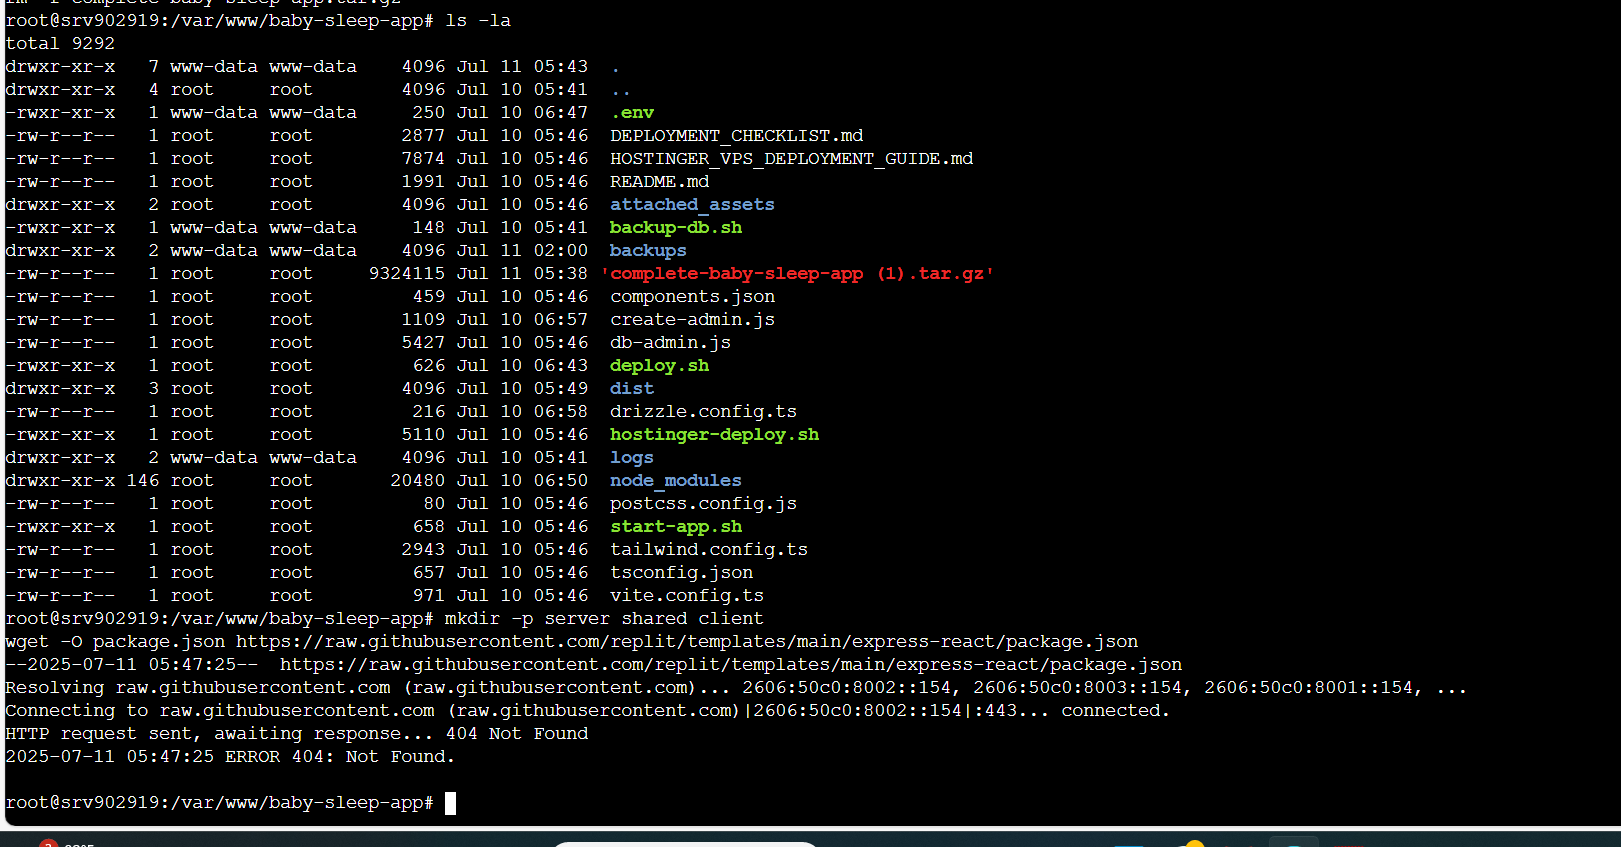 rm -f complete-baby-sleep-app.tar.gz
root@srv902919:/var/www/baby-sleep-app# ls -la
total 9292
drwxr-xr-x   7 www-data www-data    4096 Jul 11 05:43  .
drwxr-xr-x   4 root     root        4096 Jul 10 05:41  ..
-rwxr-xr-x   1 www-data www-data     250 Jul 10 06:47  .env
-rw-r--r--   1 root     root        2877 Jul 10 05:46  DEPLOYMENT_CHECKLIST.md
-rw-r--r--   1 root     root        7874 Jul 10 05:46  HOSTINGER_VPS_DEPLOYMENT_GUIDE.md
-rw-r--r--   1 root     root        1991 Jul 10 05:46  README.md
drwxr-xr-x   2 root     root        4096 Jul 10 05:46  attached_assets
-rwxr-xr-x   1 www-data www-data     148 Jul 10 05:41  backup-db.sh
drwxr-xr-x   2 www-data www-data    4096 Jul 11 02:00  backups
-rw-r--r--   1 root     root     9324115 Jul 11 05:38 'complete-baby-sleep-app (1).tar.gz'
-rw-r--r--   1 root     root         459 Jul 10 05:46  components.json
-rw-r--r--   1 root     root        1109 Jul 10 06:57  create-admin.js
-rw-r--r--   1 root     root        5427 Jul 10 05:46  db-admin.js
-rwxr-xr-x   1 root     root         626 Jul 10 06:43  deploy.sh
drwxr-xr-x   3 root     root        4096 Jul 10 05:49  dist
-rw-r--r--   1 root     root         216 Jul 10 06:58  drizzle.config.ts
-rwxr-xr-x   1 root     root        5110 Jul 10 05:46  hostinger-deploy.sh
drwxr-xr-x   2 www-data www-data    4096 Jul 10 05:41  logs
drwxr-xr-x 146 root     root       20480 Jul 10 06:50  node_modules
-rw-r--r--   1 root     root          80 Jul 10 05:46  postcss.config.js
-rwxr-xr-x   1 root     root         658 Jul 10 05:46  start-app.sh
-rw-r--r--   1 root     root        2943 Jul 10 05:46  tailwind.config.ts
-rw-r--r--   1 root     root         657 Jul 10 05:46  tsconfig.json
-rw-r--r--   1 root     root         971 Jul 10 05:46  vite.config.ts
root@srv902919:/var/www/baby-sleep-app# mkdir -p server shared client
wget -O package.json https://raw.githubusercontent.com/replit/templates/main/express-react/package.json
--2025-07-11 05:47:25--  https://raw.githubusercontent.com/replit/templates/main/express-react/package.json
Resolving raw.githubusercontent.com (raw.githubusercontent.com)... 2606:50c0:8002::154, 2606:50c0:8003::154, 2606:50c0:8001::154, ...
Connecting to raw.githubusercontent.com (raw.githubusercontent.com)|2606:50c0:8002::154|:443... connected.
HTTP request sent, awaiting response... 404 Not Found
2025-07-11 05:47:25 ERROR 404: Not Found.
root@srv902919:/var/www/baby-sleep-app#